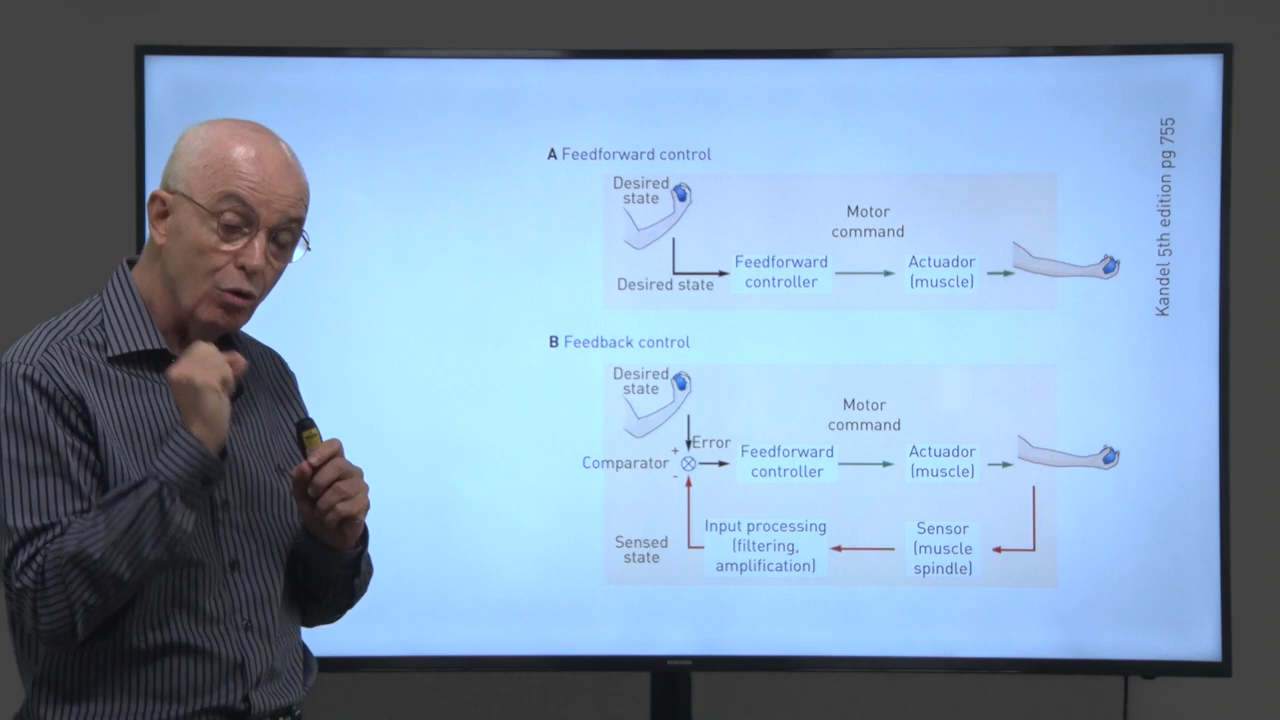 A Feedforward control
Desired
state
Motor
command
Feedforward
controller
Actuador
(muscle)
Desired state
B Feedback control
Desired
state
Motor
command
Error
+
Comparator
-
Feedforward
controller
Actuador
(muscle)
Sensed
state
Input processing
(filtering,
amplification)
Sensor
(muscle
spindle)
Kandel 5th edition pg 755
SAMSUNG